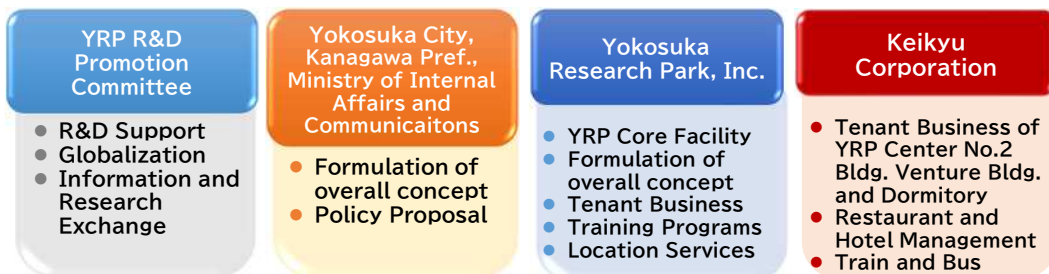 YRP R&D
Promotion
Committee
R&D Support
Globalization
Information and
Research
Exchange
Yokosuka City,
Kanagawa Pref.,
Ministry of Internal
Affairs and
Communicaitons
Formulation of
overall concept
Policy Proposal
Yokosuka
Research Park, Inc.
YRP Core Facility
Formulation of
overall concept
Tenant Business
Training Programs
Location Services
Keikyu
Corporation
Tenant Business of
YRP Center No.2
Bldg. Venture Bldg.
and Dormitory
Restaurant and
Hotel Management
Train and Bus